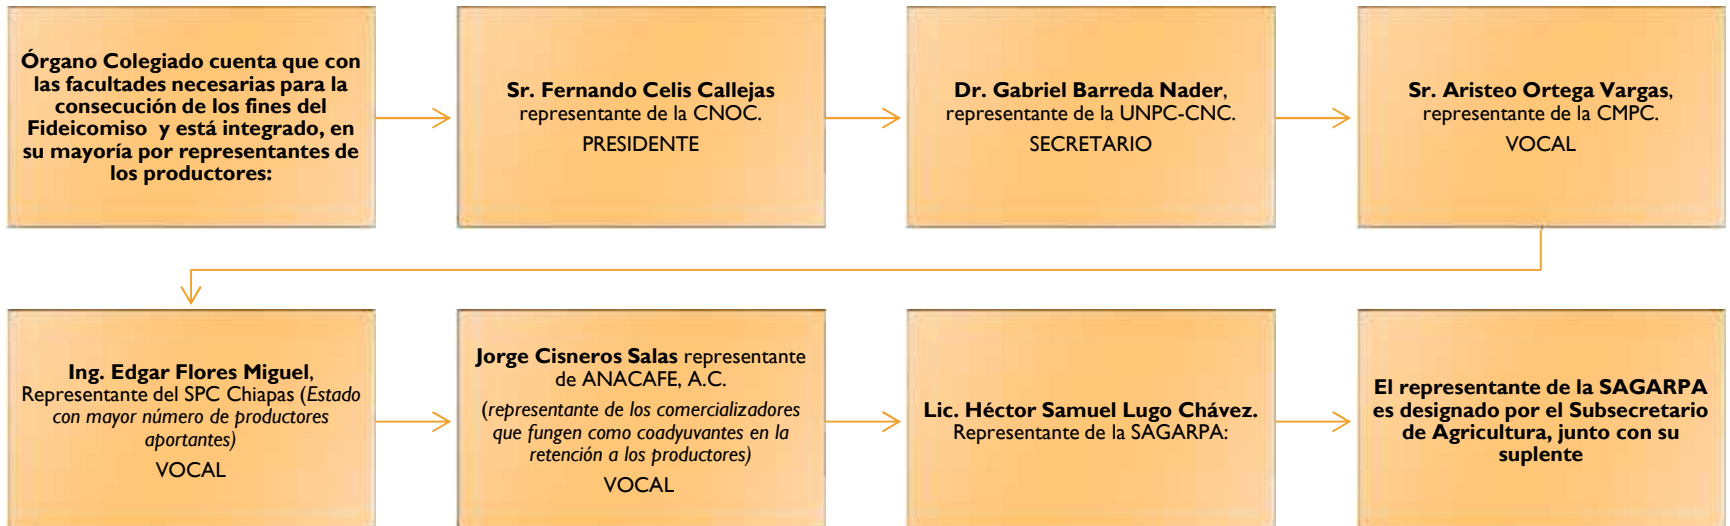 Órgano Colegiado cuenta que con
las facultades necesarias para la
consecución de los fines del
Fideicomiso y está integrado, en
su mayoría por representantes de
los productores:
Sr. Fernando Celis Callejas
representante de la CNOC.
PRESIDENTE
Dr. Gabriel Barreda Nader,
representante de la UNPC-CNC.
SECRETARIO
Sr. Aristeo Ortega Vargas,
representante de la CMPC.
VOCAL
Ing. Edgar Flores Miguel,
Representante del SPC Chiapas (Estado
con mayor número de productores
aportantes)
VOCAL
Jorge Cisneros Salas representante
de ANACAFE, A.C.
(representante de los comercializadores
que fungen como coadyuvantes en la
retención a los productores)
VOCAL
Lic. Héctor Samuel Lugo Chávez.
Representante de la SAGARPA:
El representante de la SAGARPA
es designado por el Subsecretario
de Agricultura, junto con su
suplente